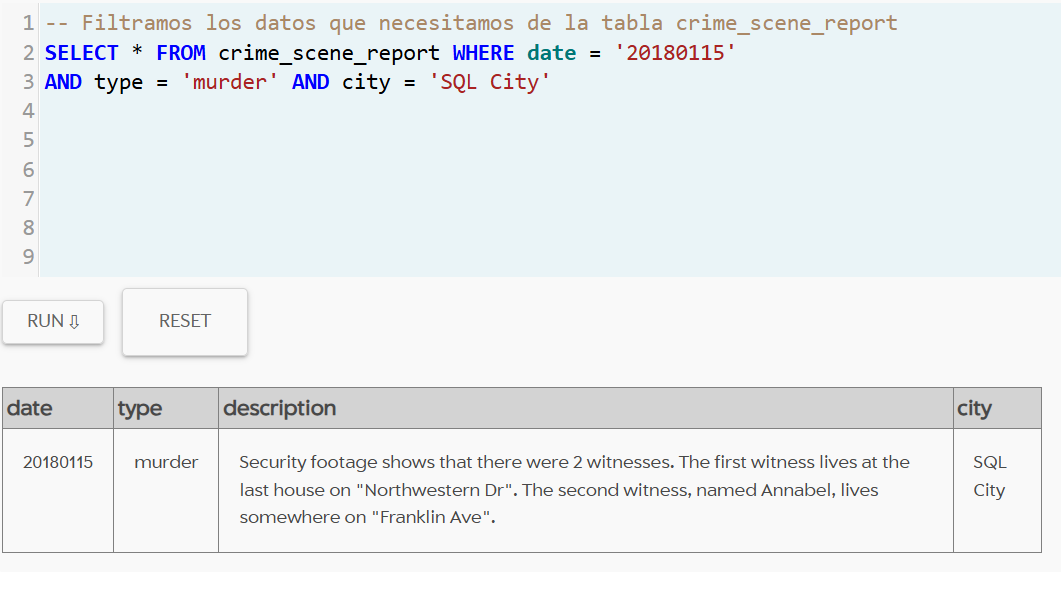 1 -- Filtramos los datos que necesitamos de la tabla crime_scene_report
2 SELECT * FROM crime_scene_report WHERE date = '20180115'
3 AND type = 'murder' AND city = 'SQL City'
4
5
6
7
8
9
RUN ⇩ RESET
date type description city
20180115 murder Security footage shows that there were 2 witnesses. The first witness lives at the SQL
last house on "Northwestern Dr". The second witness, named Annabel, lives City
somewhere on "Franklin Ave".